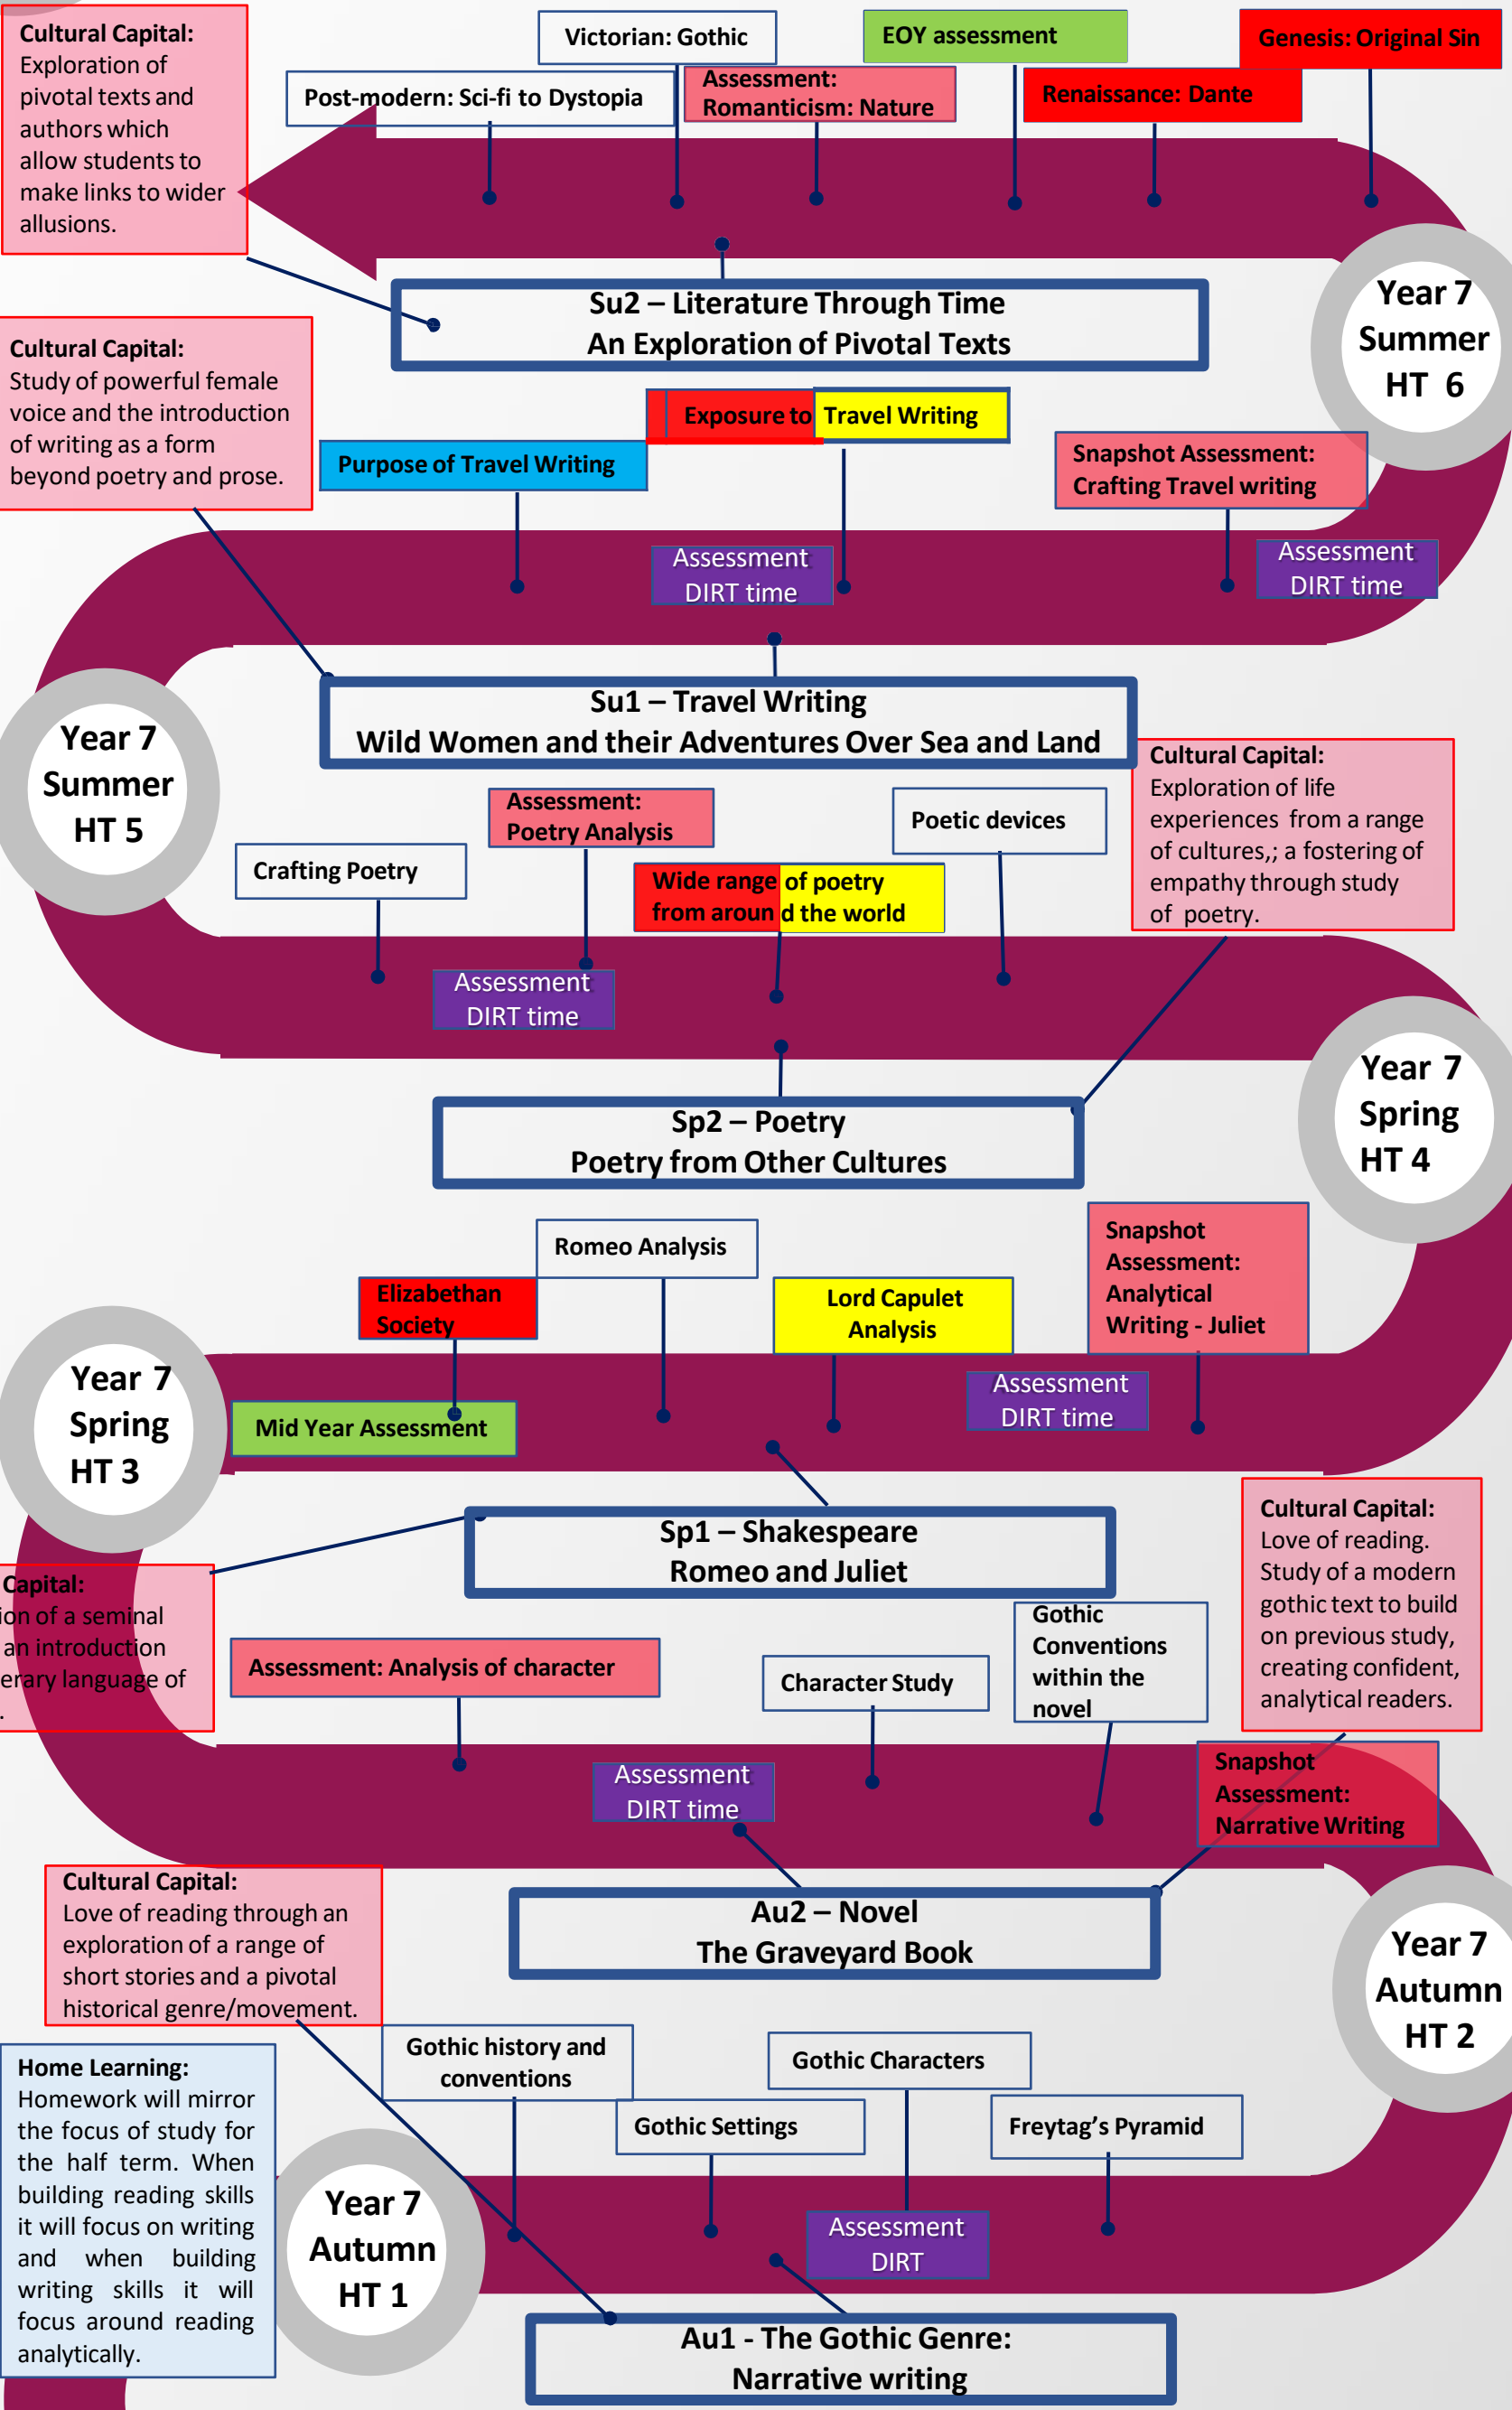 Cultural Capital:
Exploration of
pivotal texts and
authors which
allow students to
make links to wider
allusions.
Victorian: Gothic
EOY assessment
Genesis: Original Sin
Post-modern: Sci-fi to Dystopia
Assessment:
Romanticism: Nature
Renaissance: Dante
Su2 – Literature Through Time
An Exploration of Pivotal Texts
Year 7
Summer
HT 6
Cultural Capital:
Study of powerful female
voice and the introduction
of writing as a form
beyond poetry and prose.
Exposure to Travel Writing
Purpose of Travel Writing
Snapshot Assessment:
Crafting Travel writing
Assessment
DIRT time
Assessment
DIRT time
Su1 – Travel Writing
Wild Women and their Adventures Over Sea and Land
Year 7
Summer
HT 5
Cultural Capital:
Exploration of life
experiences from a range
of cultures,; a fostering of
empathy through study
of poetry.
Assessment:
Poetry Analysis
Poetic devices
Crafting Poetry
Wide range of poetry
from around the world
Assessment
DIRT time
Year 7
Spring
HT 4
Sp2 – Poetry
Poetry from Other Cultures
Romeo Analysis
Snapshot
Assessment:
Analytical
Writing - Juliet
Elizabethan
Society
Lord Capulet
Analysis
Assessment
DIRT time
Year 7
Spring
HT 3
Mid Year Assessment
Sp1 – Shakespeare
Romeo and Juliet
Cultural Capital:
Love of reading.
Study of a modern
gothic text to build
on previous study,
creating confident,
analytical readers.
Capital:
ion of a seminal
an introduction
erary language of
.
Assessment: Analysis of character
Character Study
Gothic
Conventions
within the
novel
Assessment
DIRT time
Snapshot
Assessment:
Narrative Writing
Cultural Capital:
Love of reading through an
exploration of a range of
short stories and a pivotal
historical genre/movement.
Au2 – Novel
The Graveyard Book
Year 7
Autumn
HT 2
Home Learning:
Homework will mirror
the focus of study for
the half term. When
building reading skills
it will focus on writing
and when building
writing skills it will
focus around reading
analytically.
Gothic history and
conventions
Gothic Characters
Gothic Settings
Freytag’s Pyramid
Year 7
Autumn
HT 1
Assessment
DIRT
Au1 - The Gothic Genre:
Narrative writing